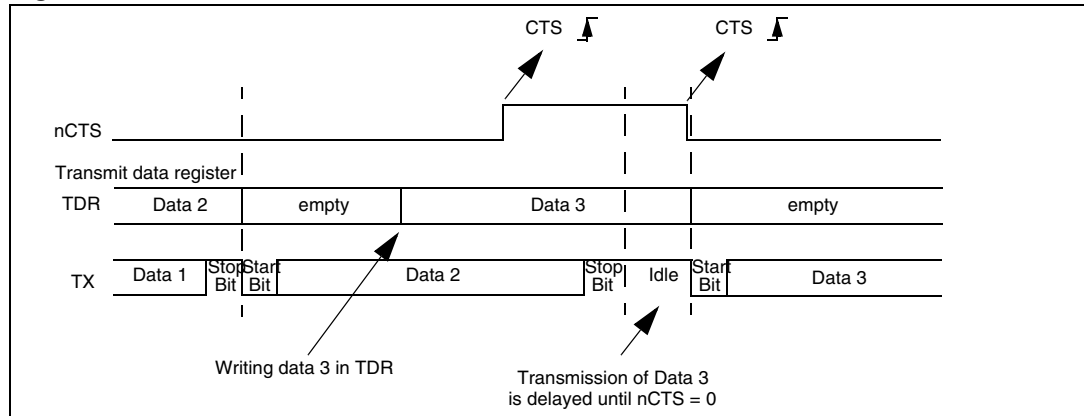 CTS CTS
nCTS
Transmit data register
TDR Data 2 empty Data 3 empty
TX Data 1 Stop Bit Start Bit Data 2 Stop Bit Idle Start Bit Data 3
Writing data 3 in TDR
Transmission of Data 3
is delayed until nCTS = 0